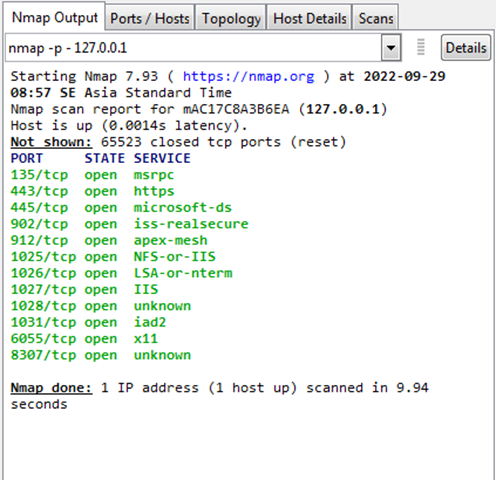 Nmap Output Ports / Hosts Topology Host Details Scans
nmap -p - 127.0.0.1 Details
Starting Nmap 7.93 ( https://nmap.org ) at 2022-09-29
08:57 SE Asia Standard Time
Nmap scan report for mAC17C8A3B6EA (127.0.0.1)
Host is up (0.0014s latency).
Not shown: 65523 closed tcp ports (reset)
PORT STATE SERVICE
135/tcp open msrpc
443/tcp open https
445/tcp open microsoft-ds
902/tcp open iss-realsecure
912/tcp open apex-mesh
1025/tcp open NFS-or-IIS
1026/tcp open LSA-or-nterm
1027/tcp open IIS
1028/tcp open unknown
1031/tcp open iad2
6055/tcp open x11
8307/tcp open unknown
Nmap done: 1 IP address (1 host up) scanned in 9.94
seconds